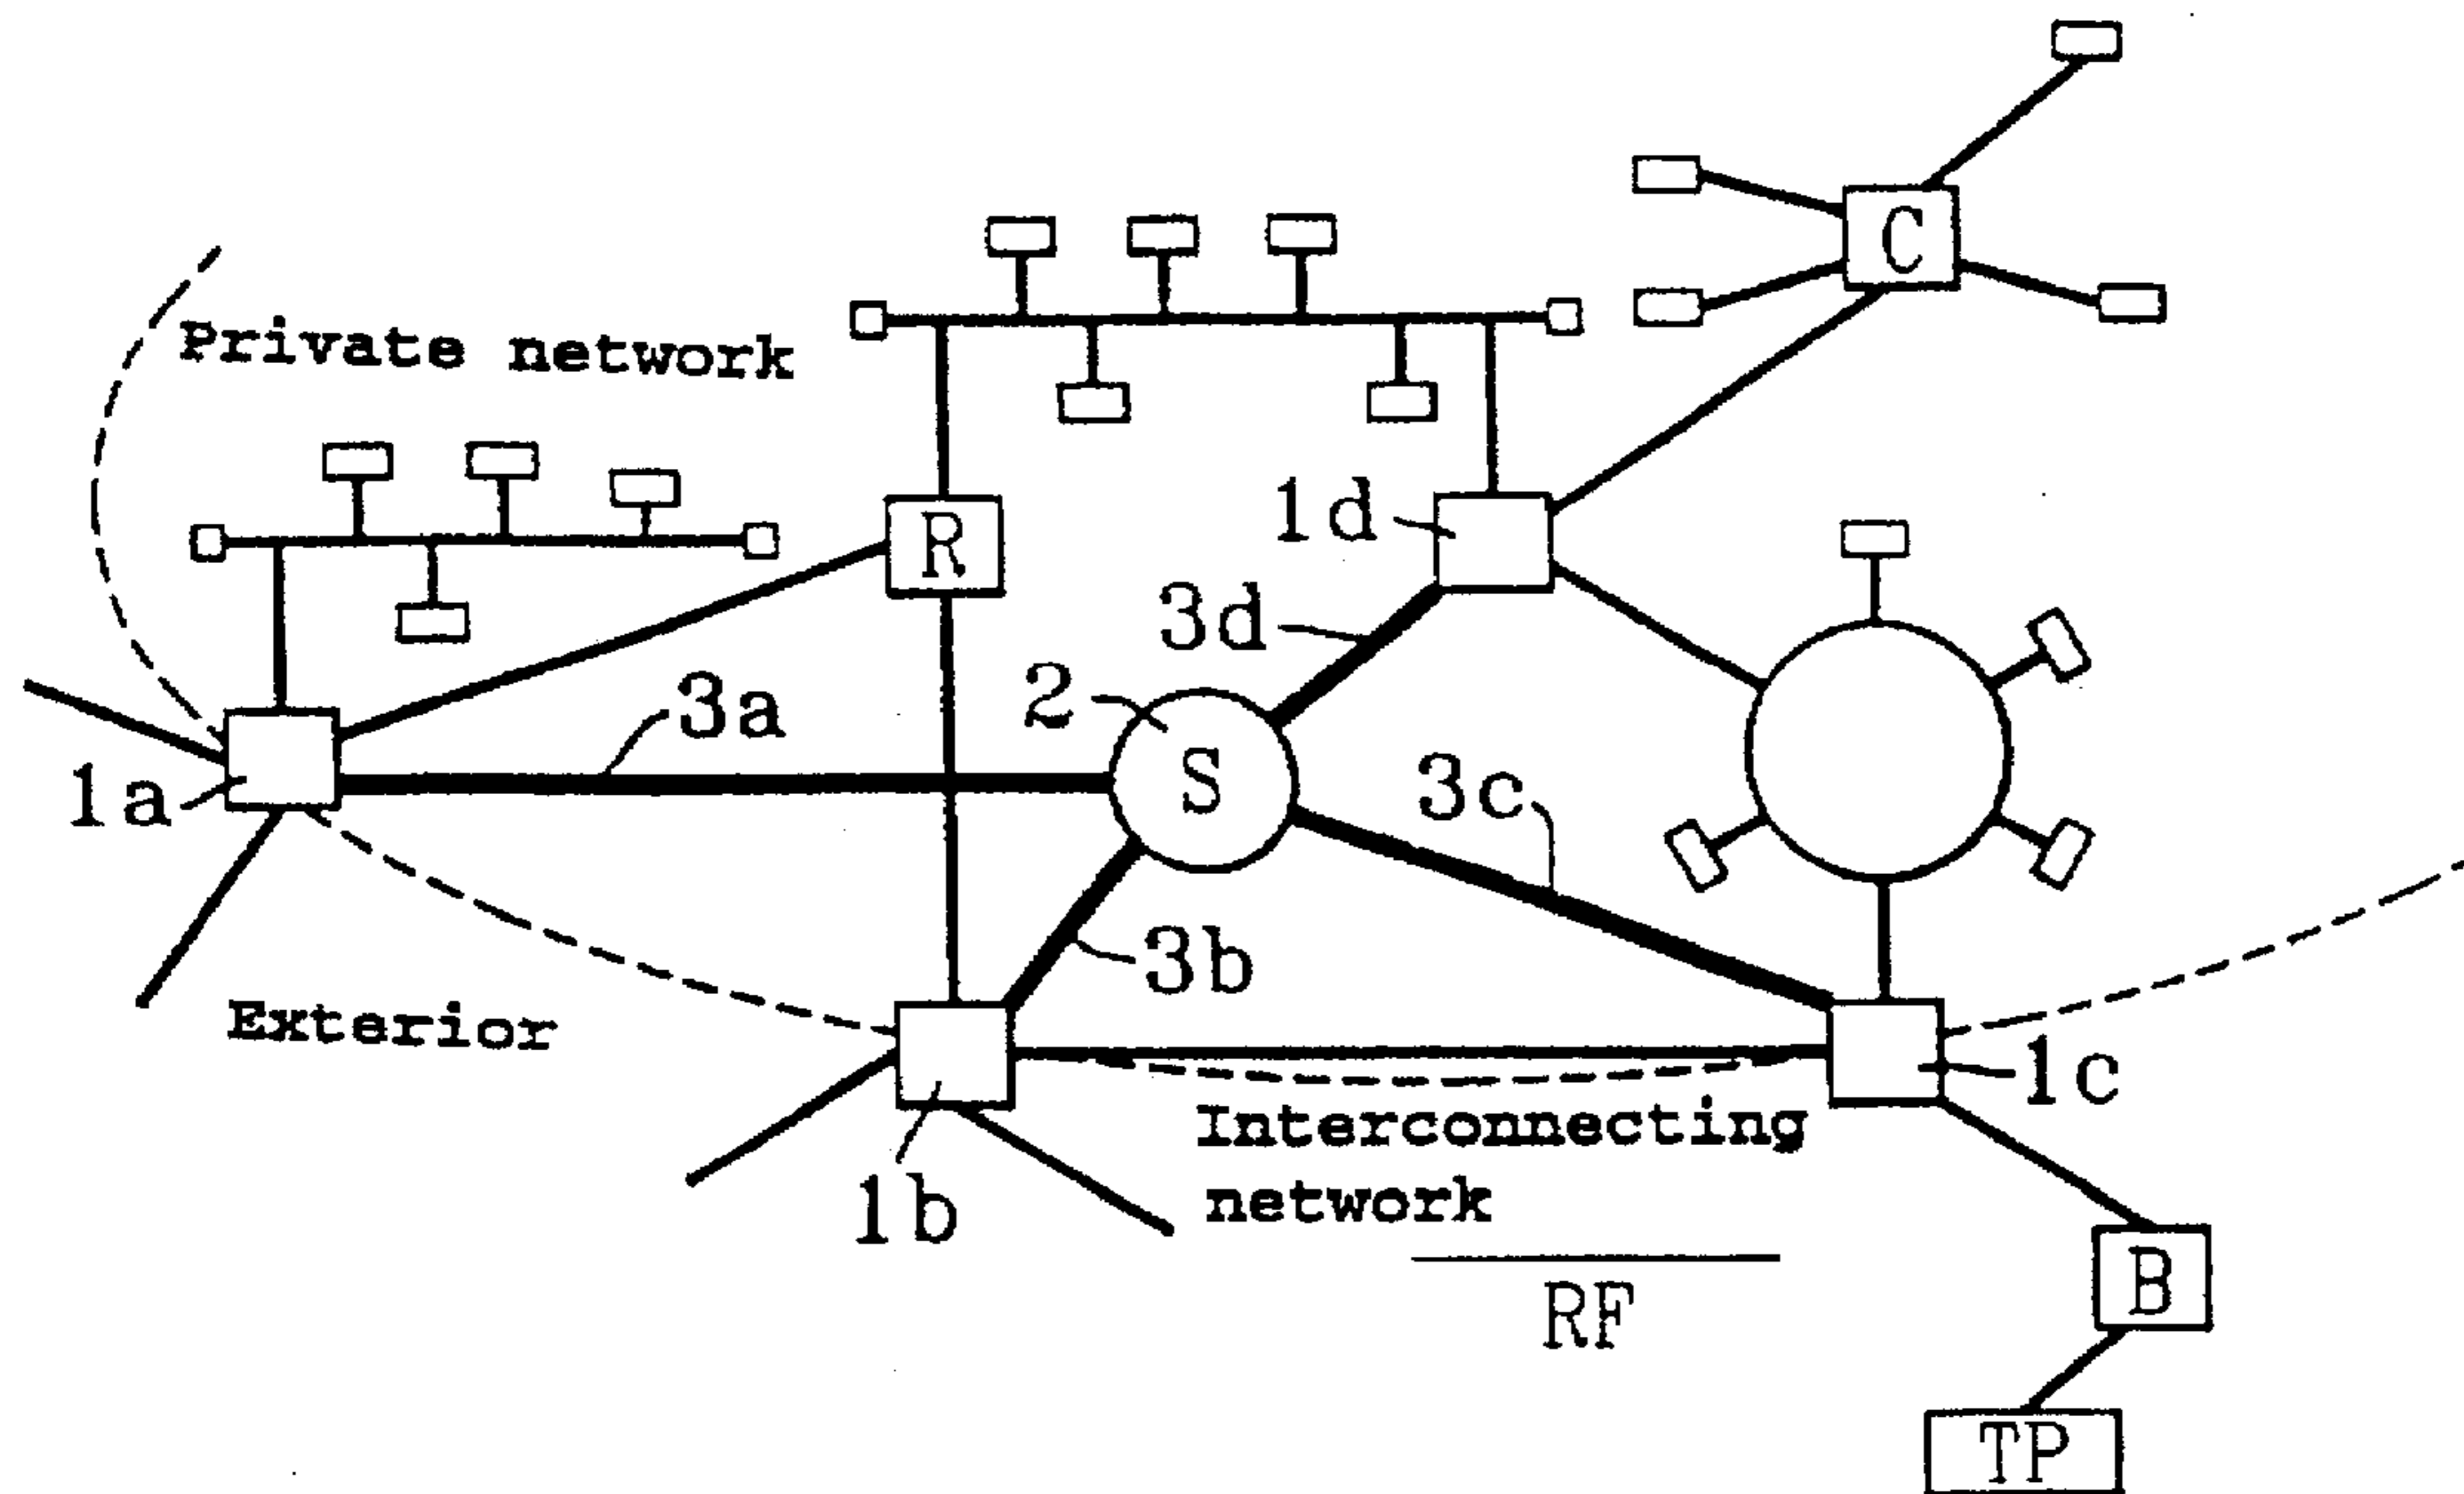 C
Private network
R
1d
3d
2
3a
S
3c
1a
3b
Exterior
1c
Interconnecting
network
1b
RF
B
TP